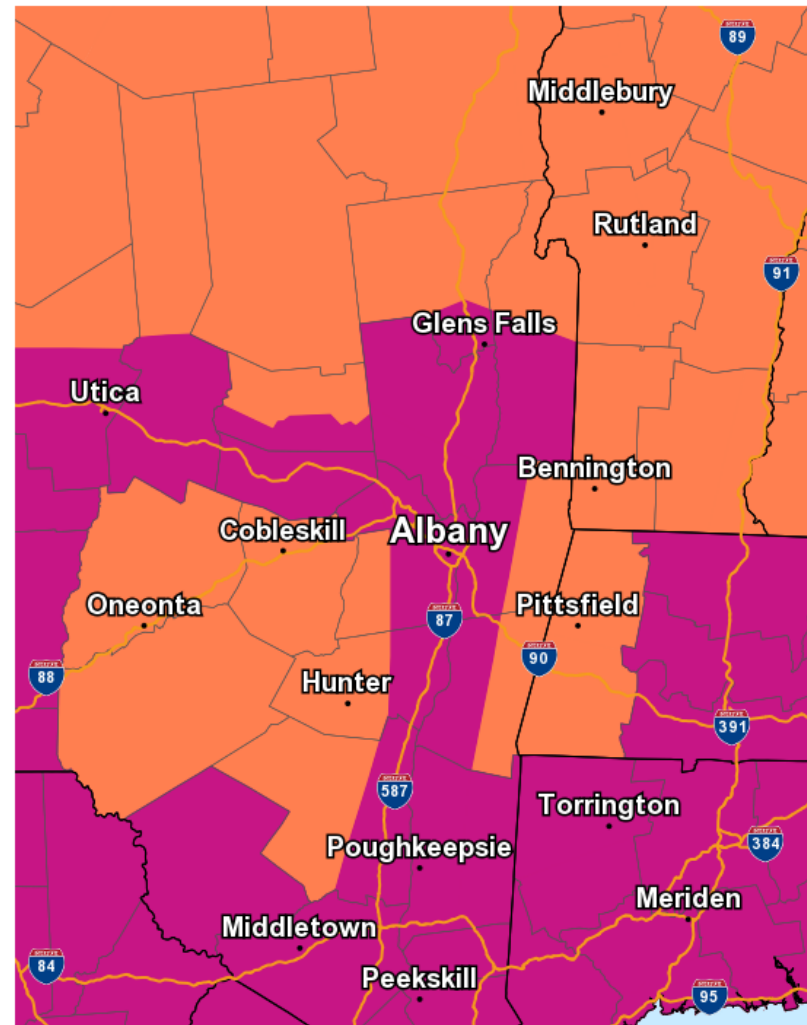 89
Middlebury
Rutland
91
Glens Falls
Utica
Bennington
Cobleskill
Albany
Oneonta
Pittsfield
87
90
88
Hunter
391
587
Torrington
384
Poughkeepsie
Meriden
Middletown
84
Peekskill
95